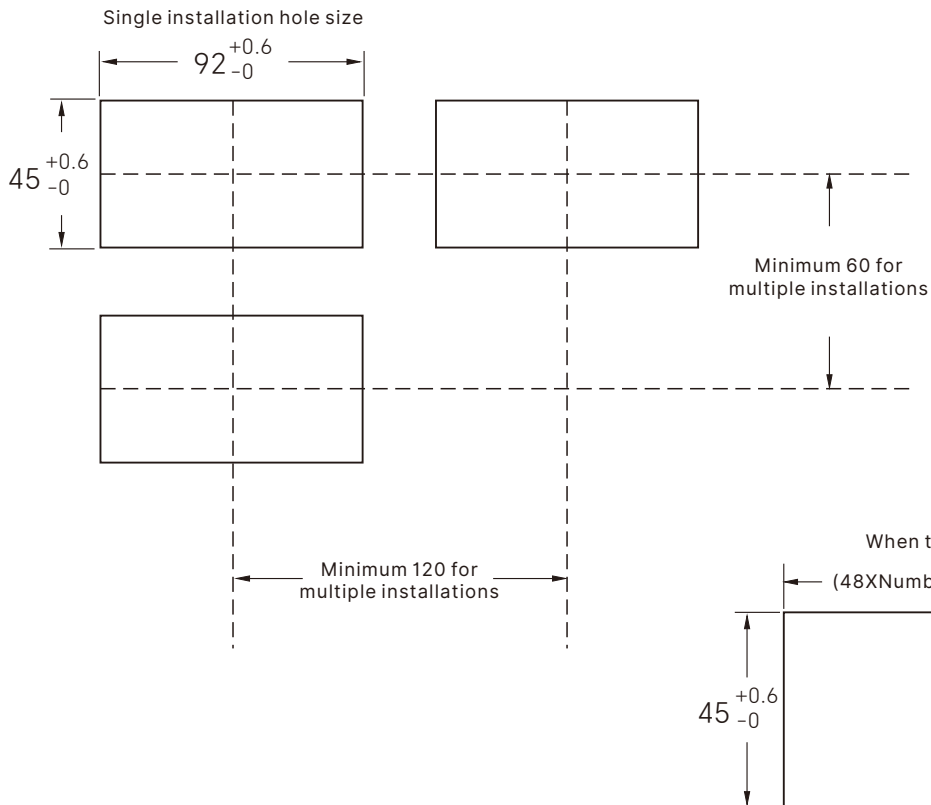 Single installation hole size
92 +0.6 -0
45 +0.6 -0
Minimum 60 for
multiple installations
Minimum 120 for
multiple installations
When t
(48XNumb
45 +0.6 -0